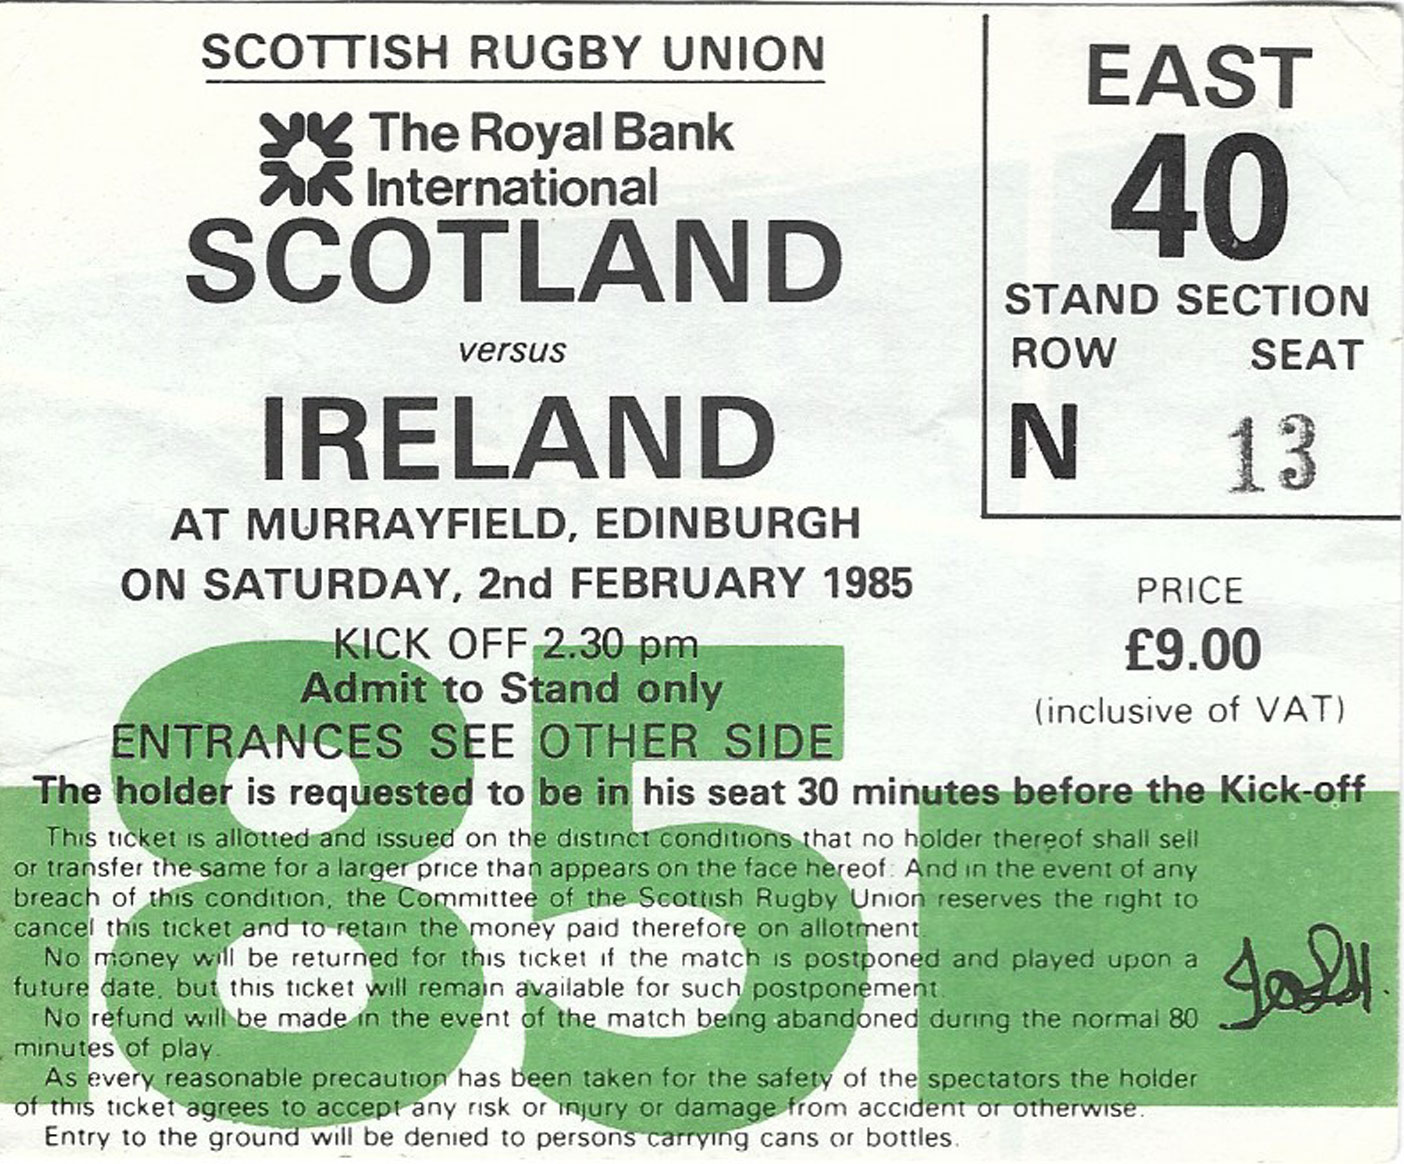 SCOTTISH RUGBY UNION
The Royal Bank
International
SCOTLAND
versus
IRELAND
AT MURRAYFIELD, EDINBURGH
ON SATURDAY, 2nd FEBRUARY 1985
KICK OFF 2.30 pm
Admit to Stand only
ENTRANCES SEE OTHER SIDE
EAST
40
STAND SECTION
ROW SEAT
N 13
PRICE
£9.00
(inclusive of VAT)
85
The holder is requested to be in his seat 30 minutes before the Kick-off
This ticket is allotted and issued on the distinct conditions that no holder thereof shall sell
or transfer the same for a larger price than appears on the face hereof: And in the event of any
breach of this condition, the Committee of the Scottish Rugby Union reserves the right to
cancel this ticket and to retain the money paid therefore on allotment.
No money will be returned for this ticket if the match is postponed and played upon a
future date, but this ticket will remain available for such postponement.
No refund will be made in the event of the match being abandoned during the normal 80
minutes of play.
As every reasonable precaution has been taken for the safety of the spectators the holder
of this ticket agrees to accept any risk or injury or damage from accident or otherwise.
Entry to the ground will be denied to persons carrying cans or bottles.